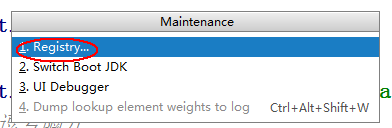 Maintenance
1. Registry...
2. Switch Boot JDK
3. UI Debugger
4. Dump lookup element weights to log Ctrl+Alt+Shift+W